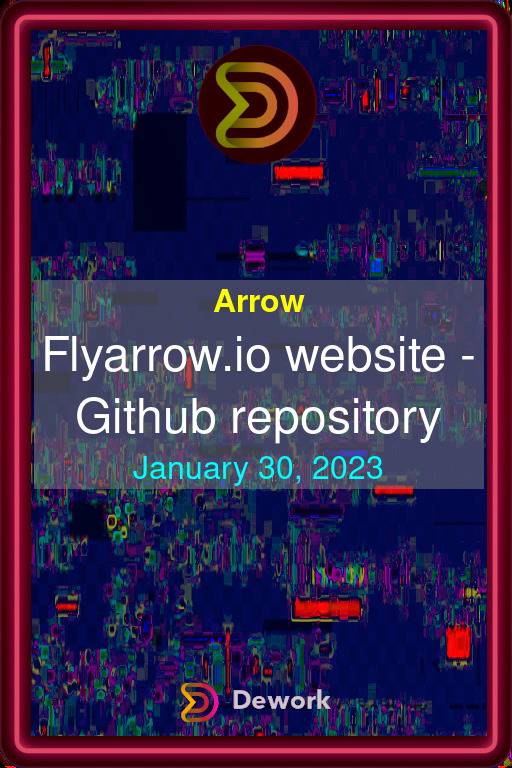 Arrow
Flyarrow.io website -
Github repository
January 30, 2023
Dework